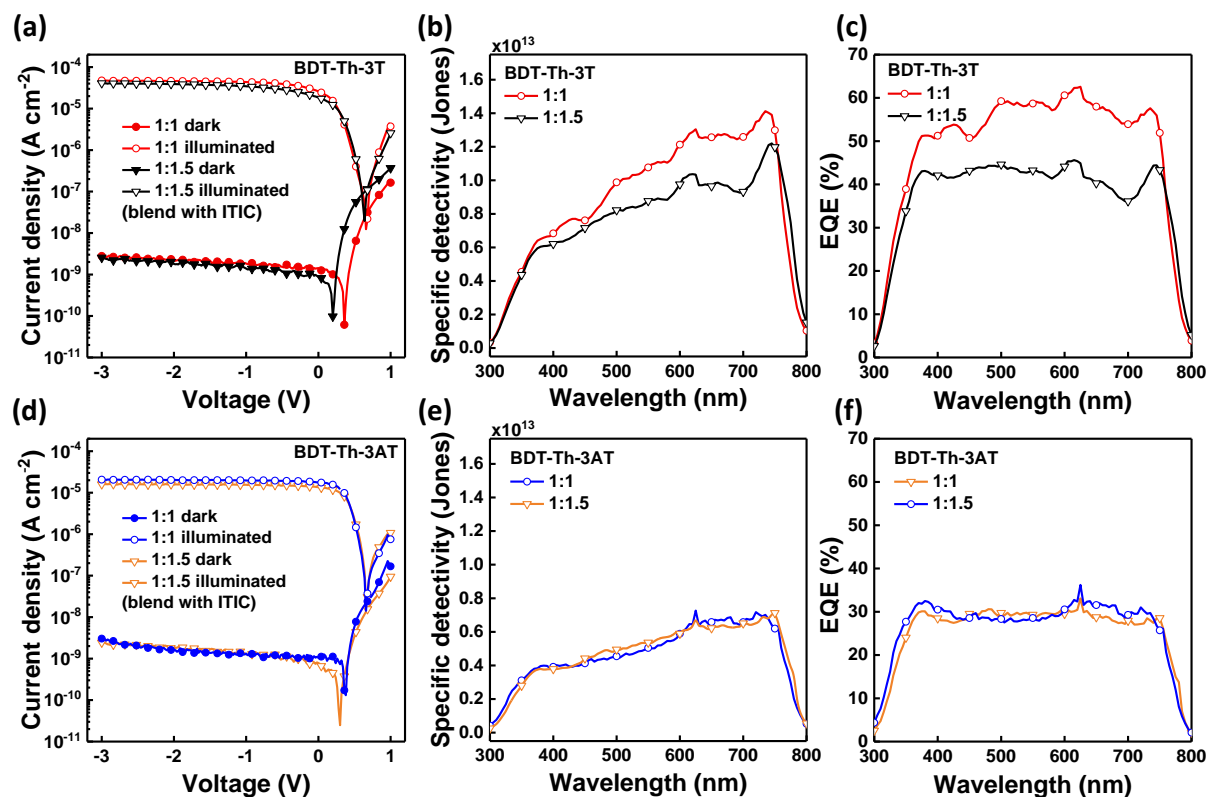 (a)
BDT-Th-3T
1:1 dark
1:1 illuminated
1:1.5 dark
1:1.5 illuminated
(blend with ITIC)
Current density (A cm⁻²)
10⁻⁴
10⁻⁵
10⁻⁶
10⁻⁷
10⁻⁸
10⁻⁹
10⁻¹⁰
10⁻¹¹
-3 -2 -1 0 1
Voltage (V)
(b)
x10¹³
BDT-Th-3T
1:1
1:1.5
Specific detectivity (Jones)
1.6
1.4
1.2
1.0
0.8
0.6
0.4
0.2
0.0
300 400 500 600 700 800
Wavelength (nm)
(c)
BDT-Th-3T
1:1
1:1.5
EQE (%)
70
60
50
40
30
20
10
0
300 400 500 600 700 800
Wavelength (nm)
(d)
BDT-Th-3AT
1:1 dark
1:1 illuminated
1:1.5 dark
1:1.5 illuminated
(blend with ITIC)
Current density (A cm⁻²)
10⁻⁴
10⁻⁵
10⁻⁶
10⁻⁷
10⁻⁸
10⁻⁹
10⁻¹⁰
10⁻¹¹
-3 -2 -1 0 1
Voltage (V)
(e)
x10¹³
BDT-Th-3AT
1:1
1:1.5
Specific detectivity (Jones)
1.6
1.4
1.2
1.0
0.8
0.6
0.4
0.2
0.0
300 400 500 600 700 800
Wavelength (nm)
(f)
BDT-Th-3AT
1:1
1:1.5
EQE (%)
70
60
50
40
30
20
10
0
300 400 500 600 700 800
Wavelength (nm)